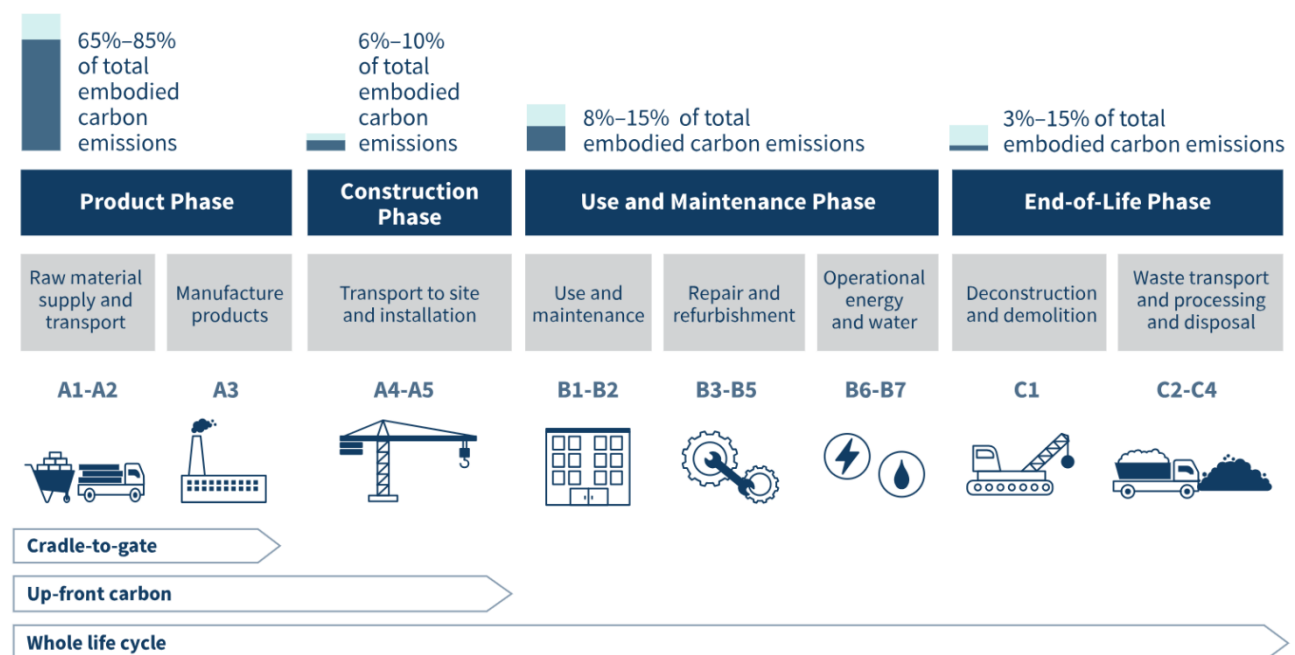 65%–85%
of total
embodied
carbon
emissions
6%–10%
of total
embodied
carbon
emissions
8%–15% of total
embodied carbon emissions
3%–15% of total
embodied carbon emissions
Product Phase
Construction
Phase
Use and Maintenance Phase
End-of-Life Phase
Raw material
supply and
transport
Manufacture
products
Transport to site
and installation
Use and
maintenance
Repair and
refurbishment
Operational
energy
and water
Deconstruction
and demolition
Waste transport
and processing
and disposal
A1-A2
A3
A4-A5
B1-B2
B3-B5
B6-B7
C1
C2-C4
Cradle-to-gate
Up-front carbon
Whole life cycle